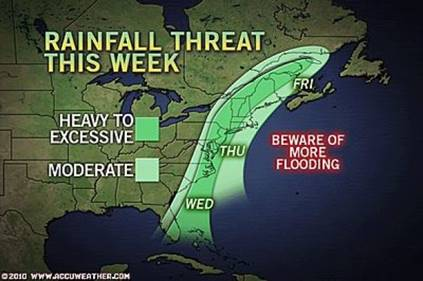 RAINFALL THREAT
THIS WEEK
HEAVY TO
EXCESSIVE
MODERATE
FRI
THU
WED
BEWARE OF
MORE
FLOODING
©2010 WWW.ACCUWEATHER.COM